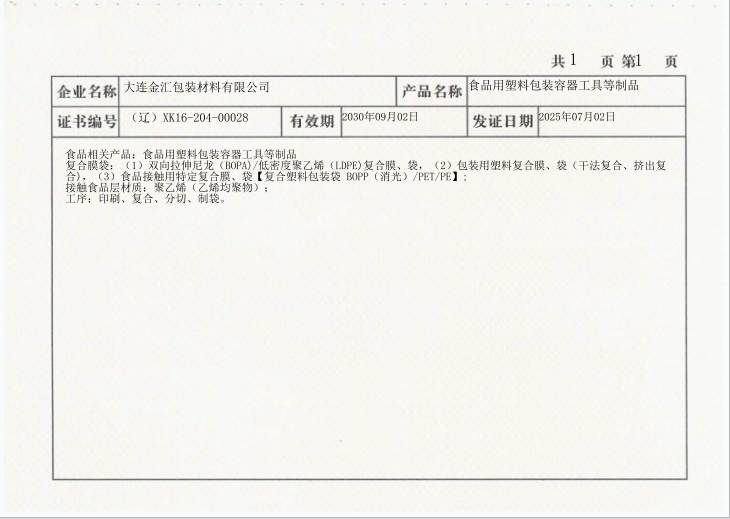 共 1 页 第1 页
企业名称 大连金汇包装材料有限公司 产品名称 食品用塑料包装容器工具等制品
证书编号 （辽）XK16-204-00028 有效期 2030年09月02日 发证日期 2025年07月02日
食品相关产品：食品用塑料包装容器工具等制品
复合膜袋：（1）双向拉伸尼龙（BOPA)/低密度聚乙烯（LDPE)复合膜、袋，（2）包装用塑料复合膜、袋（干法复合、挤出复
合），（3）食品接触用特定复合膜、袋【复合塑料包装袋 BOPP（消光）/PET/PE】；
接触食品层材质：聚乙烯（乙烯均聚物）；
工序：印刷、复合、分切、制袋。